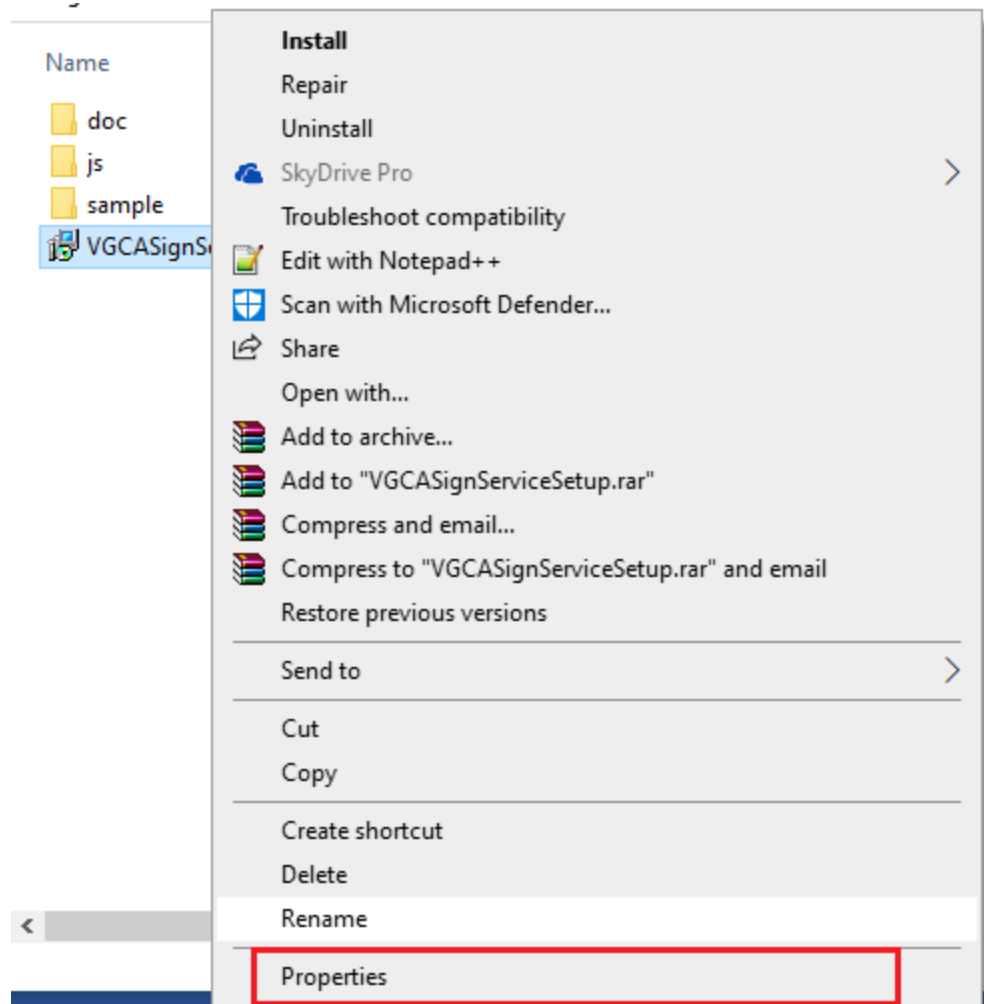 Name
doc
js
sample
VGCASignS
Install
Repair
Uninstall
SkyDrive Pro
Troubleshoot compatibility
Edit with Notepad++
Scan with Microsoft Defender...
Share
Open with...
Add to archive...
Add to "VGCASignServiceSetup.rar"
Compress and email...
Compress to "VGCASignServiceSetup.rar" and email
Restore previous versions
Send to
Cut
Copy
Create shortcut
Delete
Rename
Properties